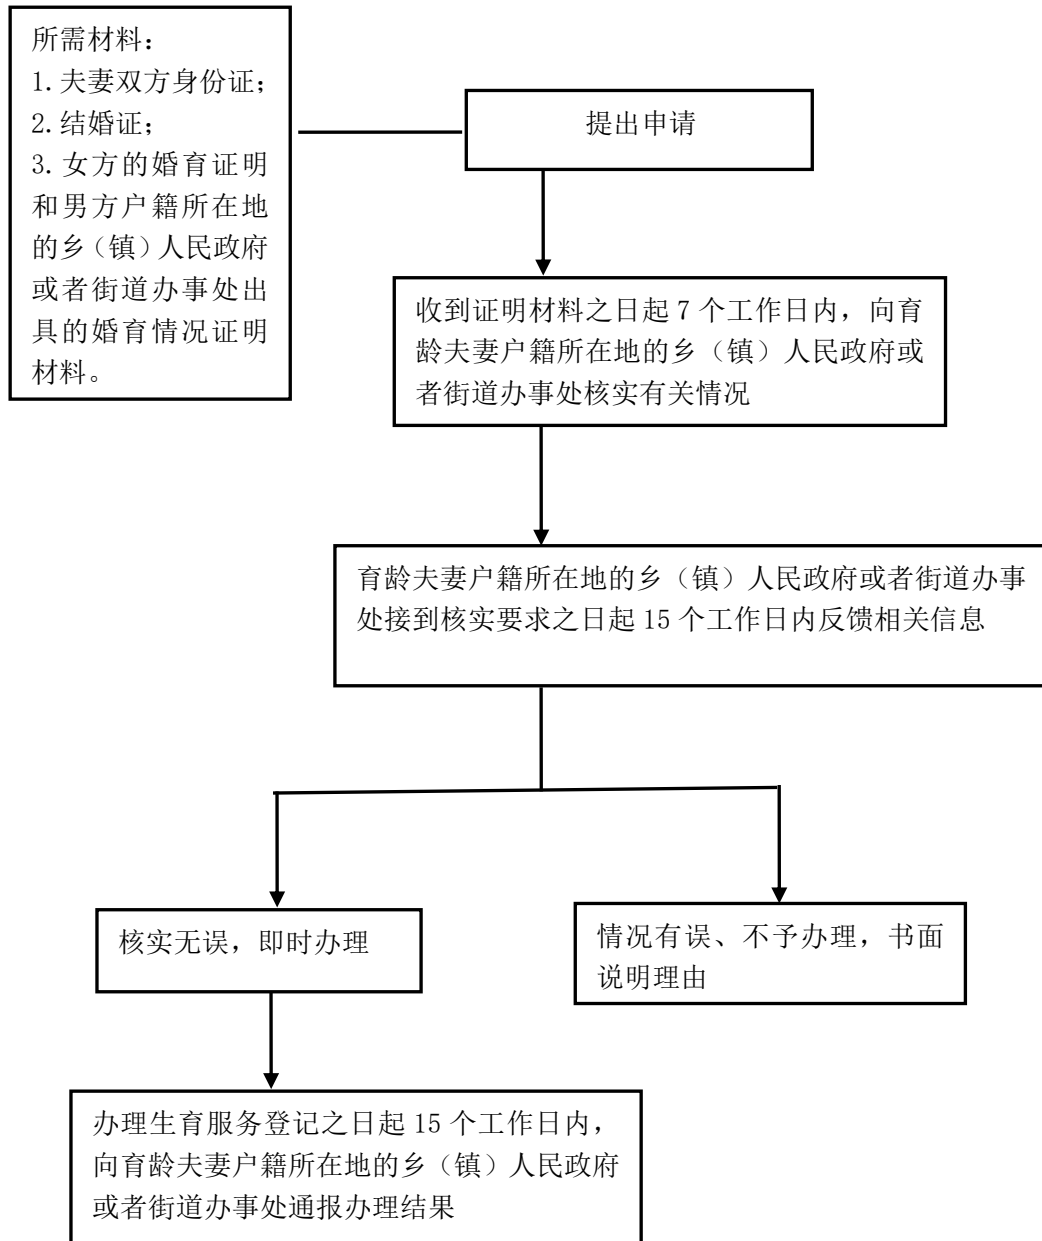 所需材料：
1.夫妻双方身份证；
2.结婚证；
3.女方的婚育证明
和男方户籍所在地
的乡（镇）人民政府
或者街道办事处出
具的婚育情况证明
材料。
提出申请
收到证明材料之日起 7 个工作日内，向育
龄夫妻户籍所在地的乡（镇）人民政府或
者街道办事处核实有关情况
育龄夫妻户籍所在地的乡（镇）人民政府或者街道办事
处接到核实要求之日起 15 个工作日内反馈相关信息
核实无误，即时办理
情况有误、不予办理，书面
说明理由
办理生育服务登记之日起 15 个工作日内，
向育龄夫妻户籍所在地的乡（镇）人民政府
或者街道办事处通报办理结果